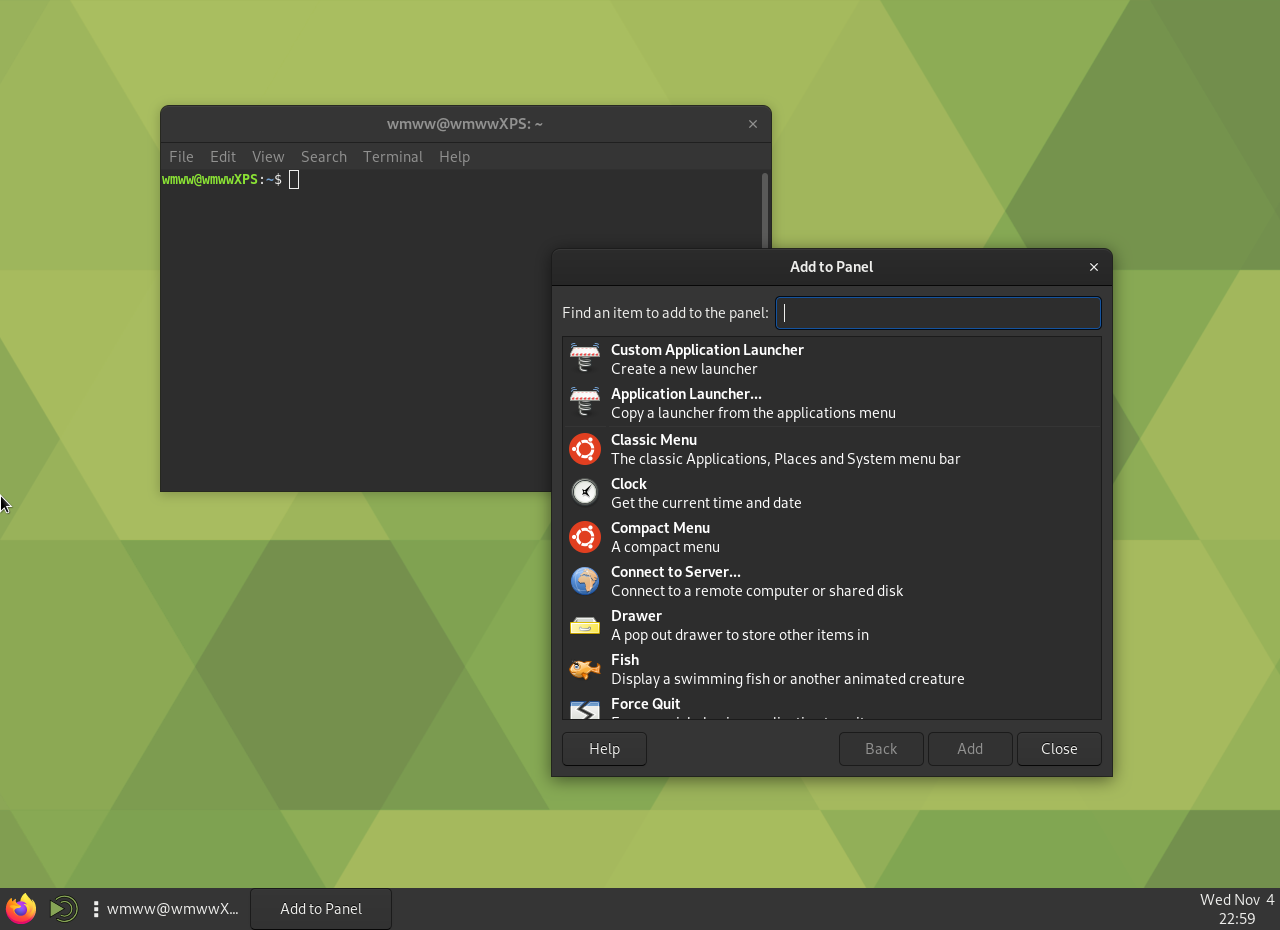 wmww@wmwwXPS: ~
File Edit View Search Terminal Help
wmww@wmwwXPS:~$
Add to Panel
Find an item to add to the panel:
Custom Application Launcher
Create a new launcher
Application Launcher...
Copy a launcher from the applications menu
Classic Menu
The classic Applications, Places and System menu bar
Clock
Get the current time and date
Compact Menu
A compact menu
Connect to Server...
Connect to a remote computer or shared disk
Drawer
A pop out drawer to store other items in
Fish
Display a swimming fish or another animated creature
Force Quit
Help Back Add Close
wmww@wmwwX... Add to Panel
Wed Nov 4
22:59